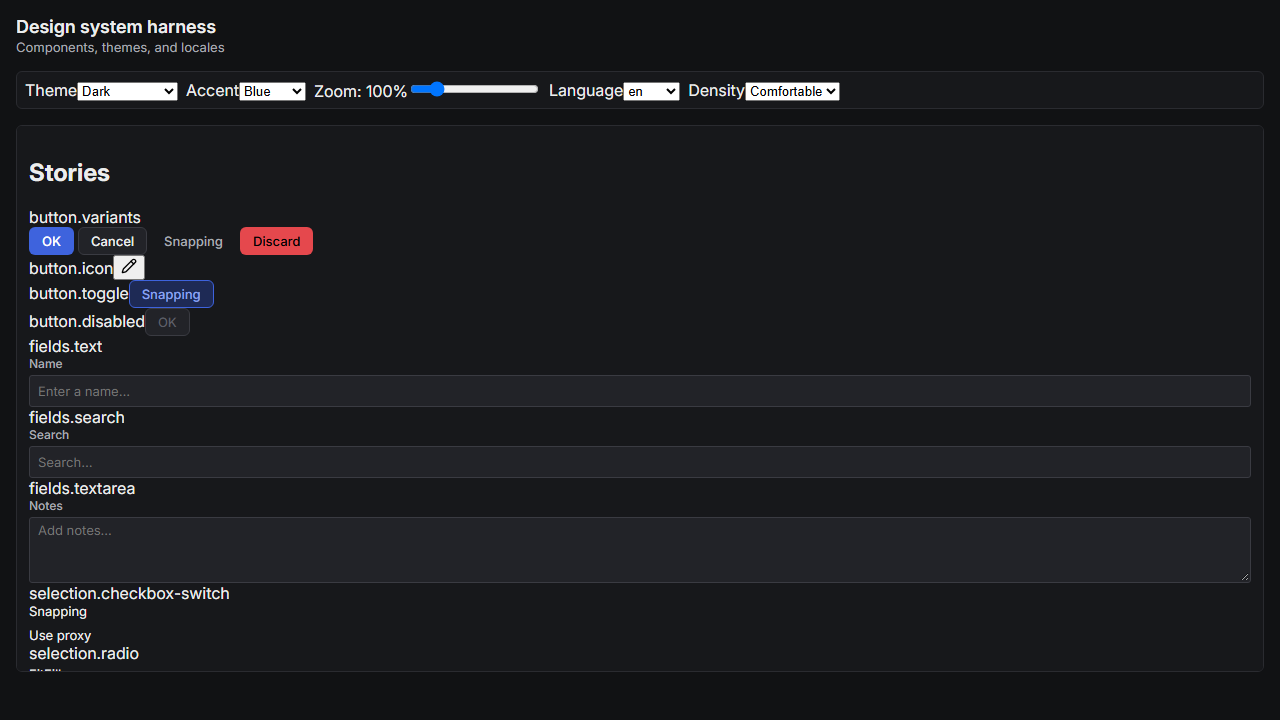 Design system harness
Components, themes, and locales
Theme Dark Accent Blue Zoom: 100% Language en Density Comfortable
Stories
button.variants
OK Cancel Snapping Discard
button.icon
button.toggle Snapping
button.disabled OK
fields.text
Name
Enter a name...
fields.search
Search
Search...
fields.textarea
Notes
Add notes...
selection.checkbox-switch
Snapping
Use proxy
selection.radio